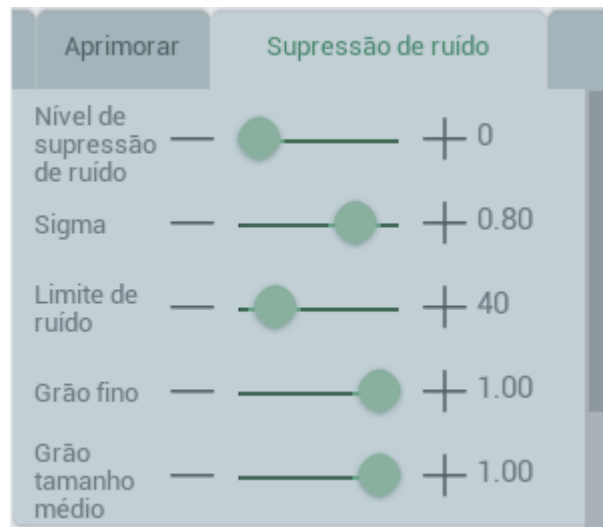 Aprimorar Supressão de ruído
Nível de
supressão
de ruído
0
Sigma 0.80
Limite de
ruído
40
Grão fino 1.00
Grão
tamanho
médio
1.00